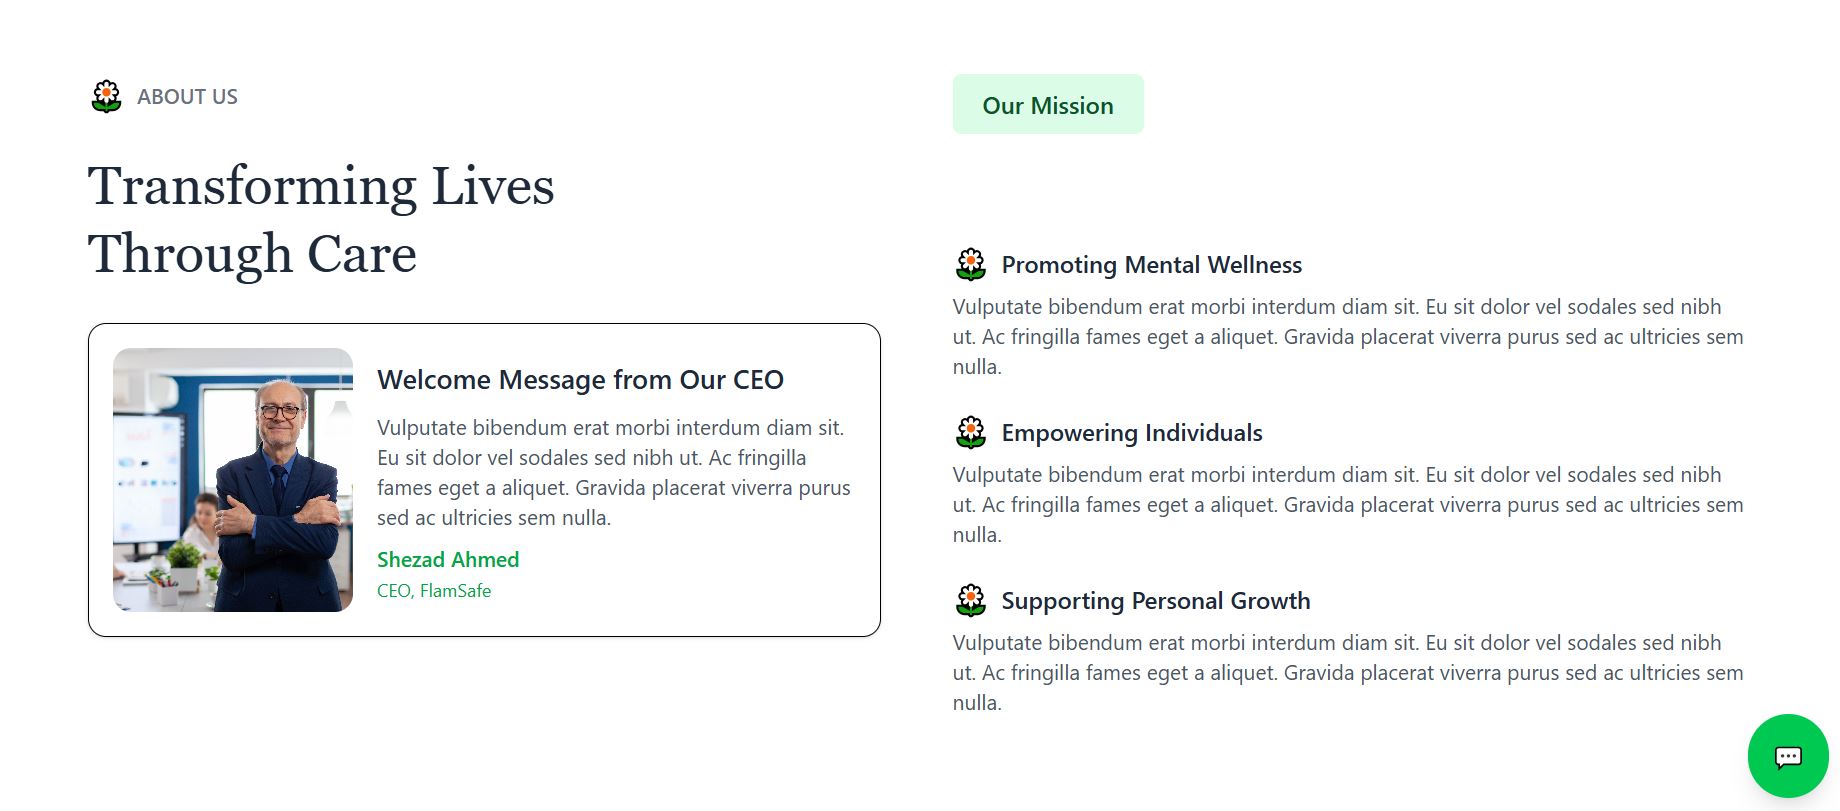 ABOUT US
Transforming Lives
Through Care
Welcome Message from Our CEO
Vulputate bibendum erat morbi interdum diam sit.
Eu sit dolor vel sodales sed nibh ut. Ac fringilla
fames eget a aliquet. Gravida placerat viverra purus
sed ac ultricies sem nulla.
Shezad Ahmed
CEO, FlamSafe
Our Mission
Promoting Mental Wellness
Vulputate bibendum erat morbi interdum diam sit. Eu sit dolor vel sodales sed nibh
ut. Ac fringilla fames eget a aliquet. Gravida placerat viverra purus sed ac ultricies sem
nulla.
Empowering Individuals
Vulputate bibendum erat morbi interdum diam sit. Eu sit dolor vel sodales sed nibh
ut. Ac fringilla fames eget a aliquet. Gravida placerat viverra purus sed ac ultricies sem
nulla.
Supporting Personal Growth
Vulputate bibendum erat morbi interdum diam sit. Eu sit dolor vel sodales sed nibh
ut. Ac fringilla fames eget a aliquet. Gravida placerat viverra purus sed ac ultricies sem
nulla.